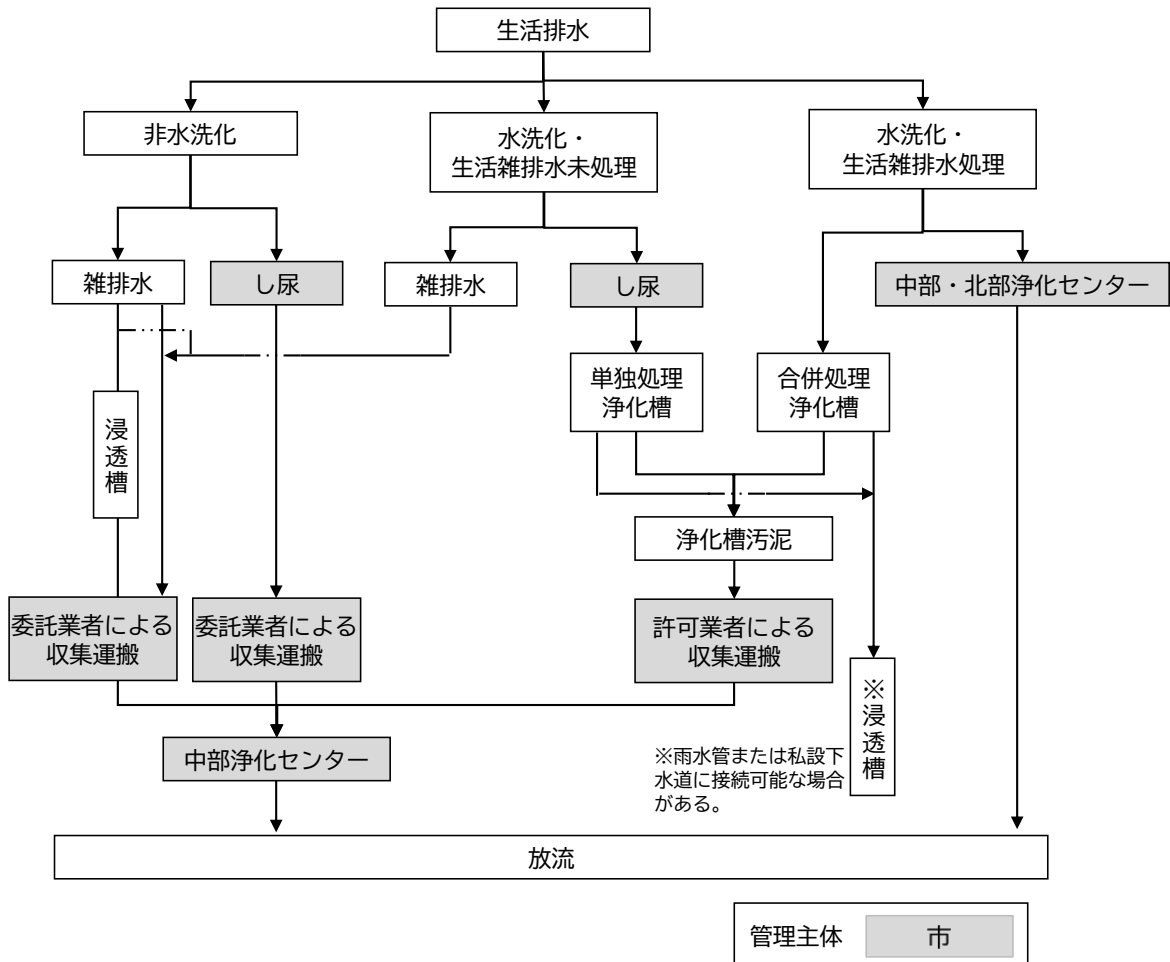 生活排水
非水洗化
水洗化・
生活雑排水未処理
水洗化・
生活雑排水処理
雑排水
し尿
雑排水
し尿
中部・北部浄化センター
単独処理
浄化槽
合併処理
浄化槽
浸透槽
浄化槽汚泥
委託業者による
収集運搬
委託業者による
収集運搬
許可業者による
収集運搬
※浸透槽
中部浄化センター
※雨水管または私設下
水道に接続可能な場合
がある。
放流
管理主体
市